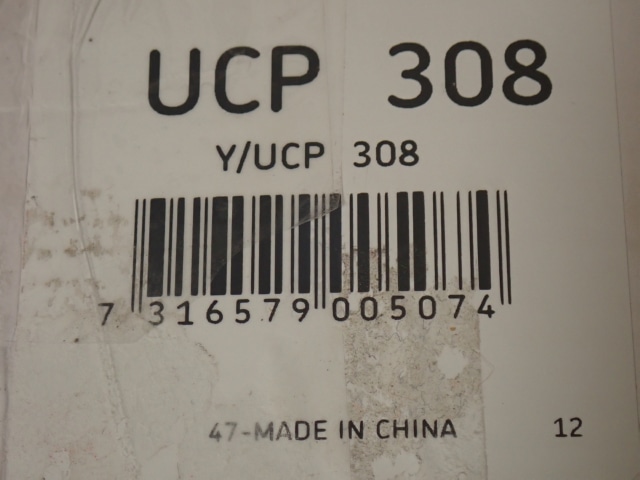 UCP 308
Y/UCP 308
7 316579 005074
47-MADE IN CHINA 12